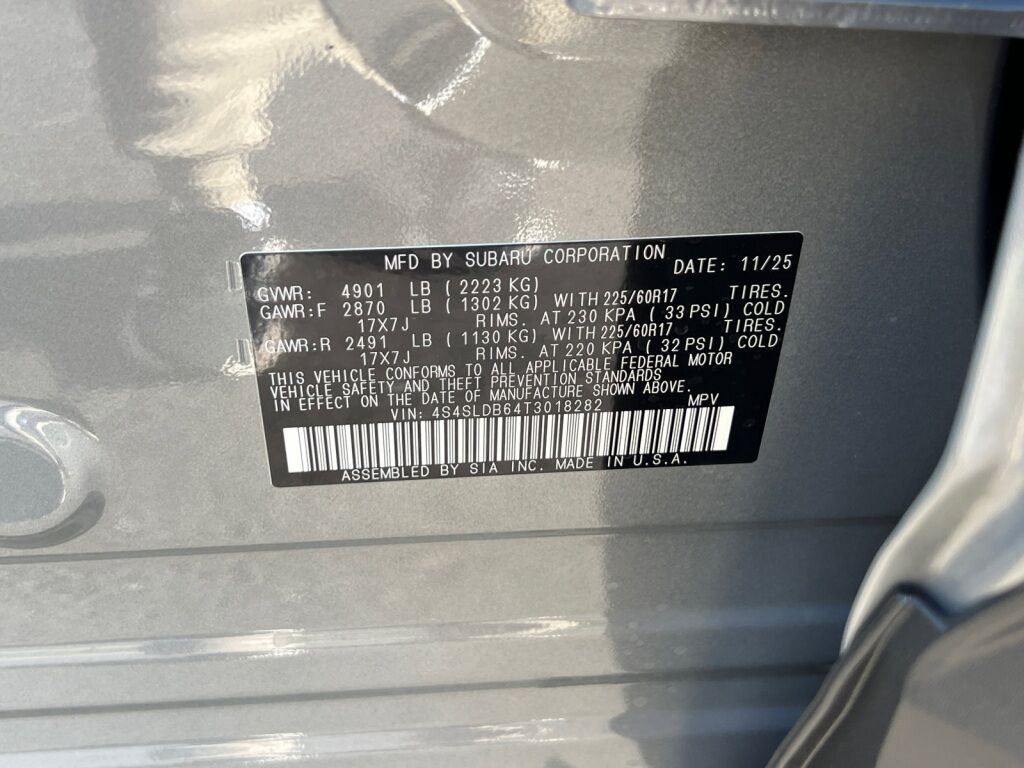 MFD BY SUBARU CORPORATION DATE: 11/25
GVWR: 4901 LB ( 2223 KG)
GAWR:F 2870 LB ( 1302 KG) WITH 225/60R17 TIRES.
17X7J RIMS. AT 230 KPA ( 33 PSI) COLD
GAWR:R 2491 LB ( 1130 KG) WITH 225/60R17 TIRES.
17X7J RIMS. AT 220 KPA ( 32 PSI) COLD
THIS VEHICLE CONFORMS TO ALL APPLICABLE FEDERAL MOTOR
VEHICLE SAFETY AND THEFT PREVENTION STANDARDS
IN EFFECT ON THE DATE OF MANUFACTURE SHOWN ABOVE.
VIN: 4S4SLDB64T3018282 MPV
ASSEMBLED BY SIA INC. MADE IN U.S.A.